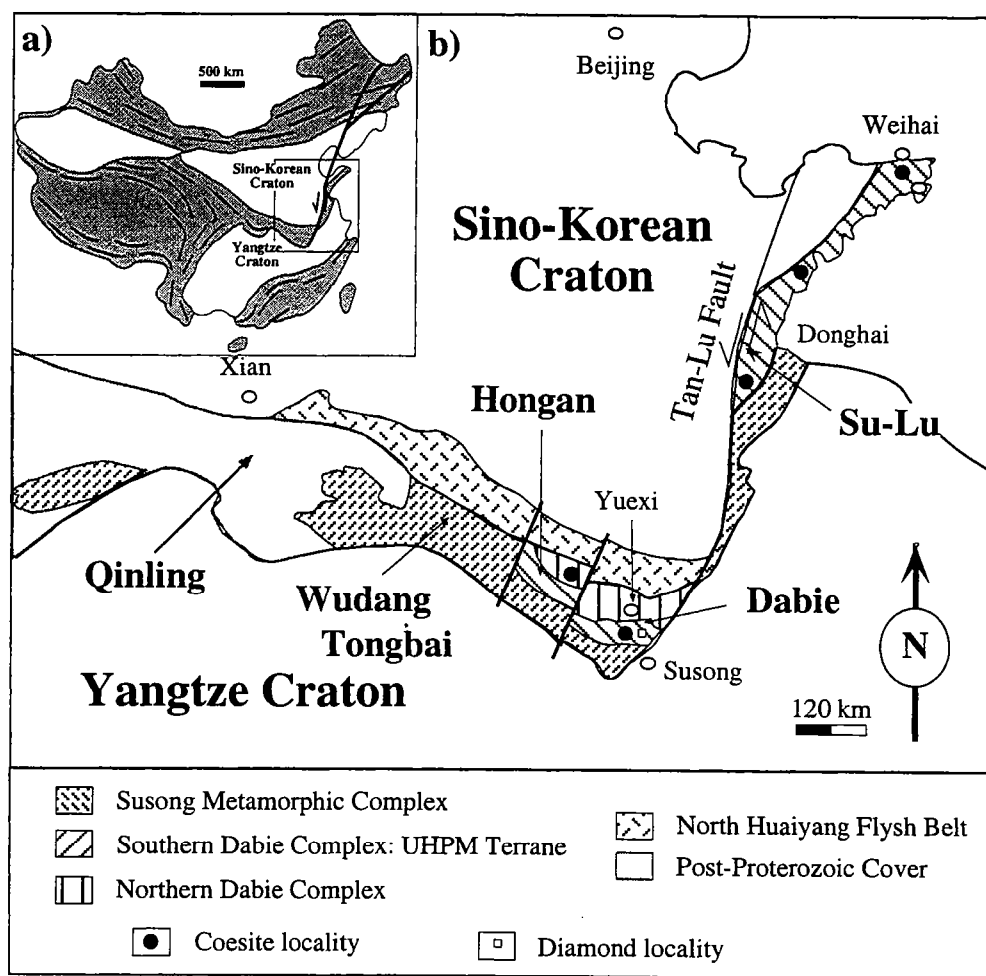 a)
500 km
Sino-Korean
Craton
Yangtze
Craton
b)
Beijing
Weihai
Sino-Korean
Craton
Tan-Lu Fault
Donghai
Su-Lu
Xian
Hongan
Yuexi
Qinling
Wudang
Tongbai
Dabie
Susong
Yangtze Craton
N
120 km
Susong Metamorphic Complex
Southern Dabie Complex: UHPM Terrane
Northern Dabie Complex
North Huaiyang Flysh Belt
Post-Proterozoic Cover
Coesite locality
Diamond locality